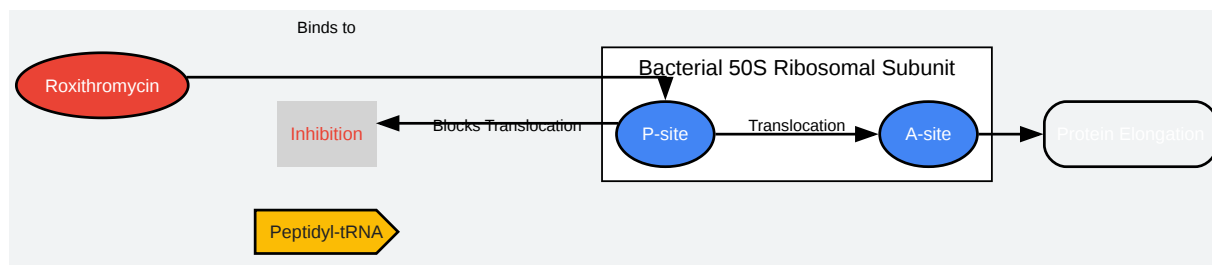 Binds to
Bacterial 50S Ribosomal Subunit
Roxithromycin
Inhibition
Blocks Translocation
P-site
Translocation
A-site
Protein Elongation
Peptidyl-tRNA